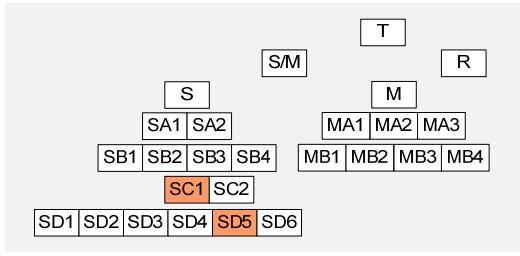 T
S/M R
S M
SA1 SA2 MA1 MA2 MA3
SB1 SB2 SB3 SB4 MB1 MB2 MB3 MB4
SC1 SC2
SD1 SD2 SD3 SD4 SD5 SD6